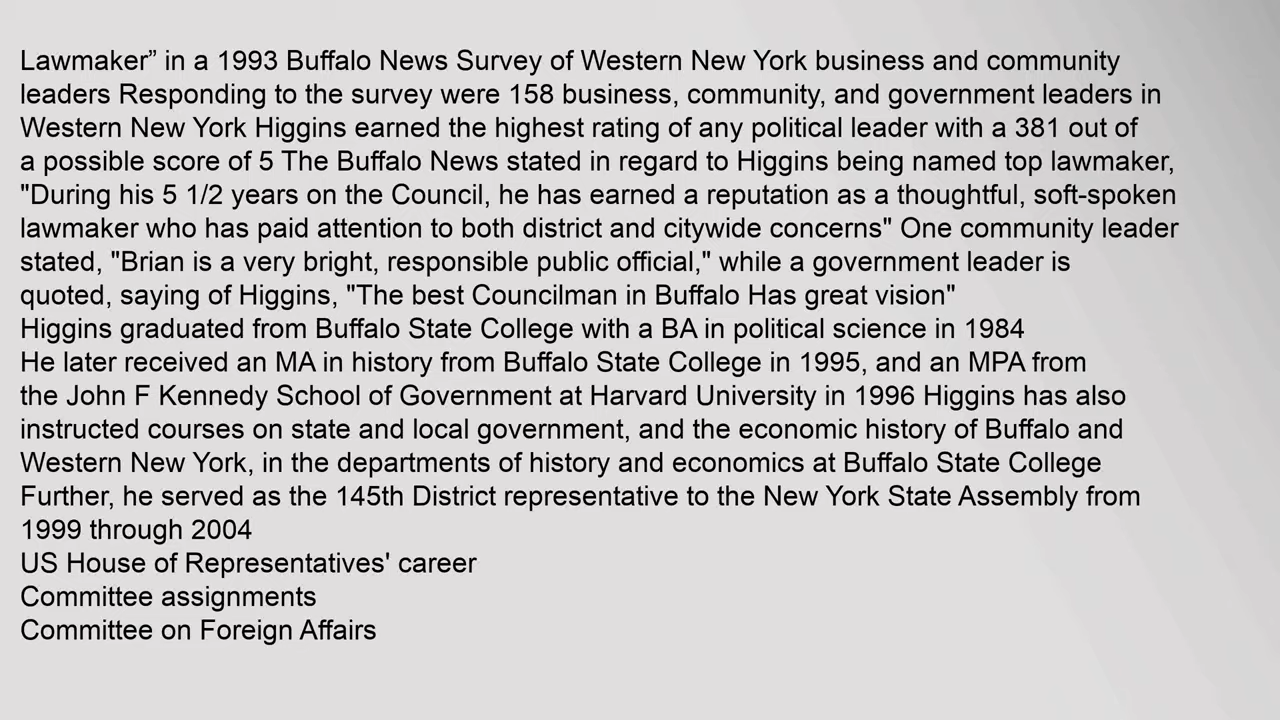 Lawmaker” in a 1993 Buffalo News Survey of Western New York business and community
leaders Responding to the survey were 158 business, community, and government leaders in
Western New York Higgins earned the highest rating of any political leader with a 381 out of
a possible score of 5 The Buffalo News stated in regard to Higgins being named top lawmaker,
"During his 5 1/2 years on the Council, he has earned a reputation as a thoughtful, soft-spoken
lawmaker who has paid attention to both district and citywide concerns" One community leader
stated, "Brian is a very bright, responsible public official," while a government leader is
quoted, saying of Higgins, "The best Councilman in Buffalo Has great vision"
Higgins graduated from Buffalo State College with a BA in political science in 1984
He later received an MA in history from Buffalo State College in 1995, and an MPA from
the John F Kennedy School of Government at Harvard University in 1996 Higgins has also
instructed courses on state and local government, and the economic history of Buffalo and
Western New York, in the departments of history and economics at Buffalo State College
Further, he served as the 145th District representative to the New York State Assembly from
1999 through 2004
US House of Representatives' career
Committee assignments
Committee on Foreign Affairs